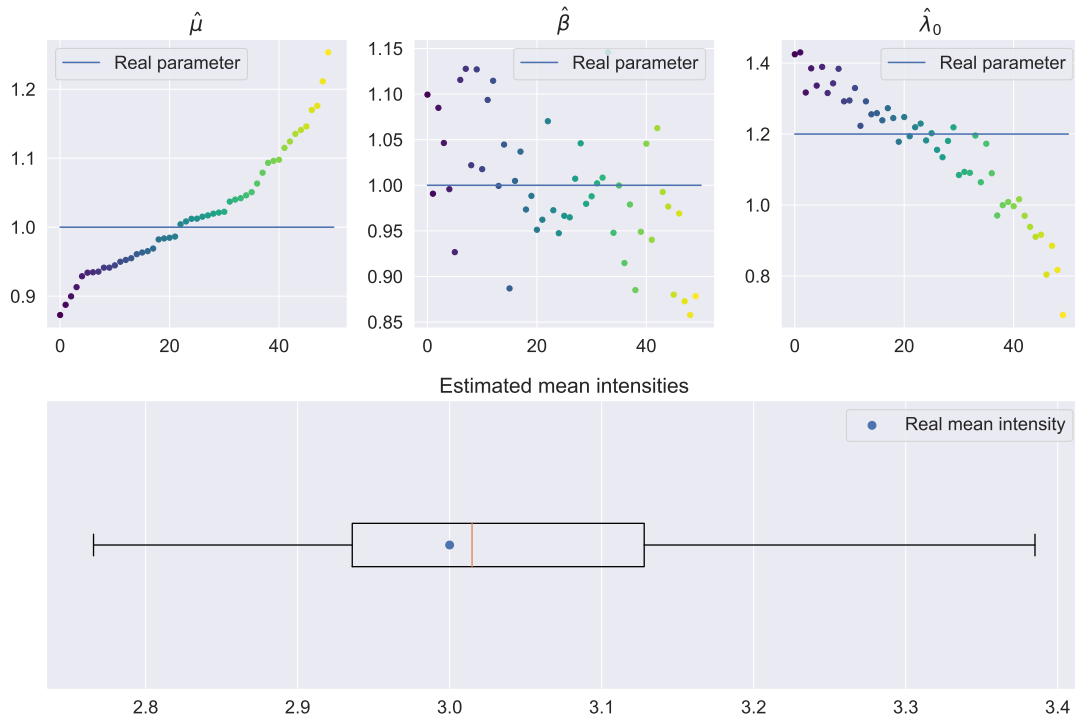 μ̂
β̂
λ̂₀
Real parameter
Real parameter
Real parameter
1.2
1.1
1.0
0.9
1.15
1.10
1.05
1.00
0.95
0.90
0.85
1.4
1.2
1.0
0.8
0 20 40
0 20 40
0 20 40
Estimated mean intensities
Real mean intensity
2.8 2.9 3.0 3.1 3.2 3.3 3.4